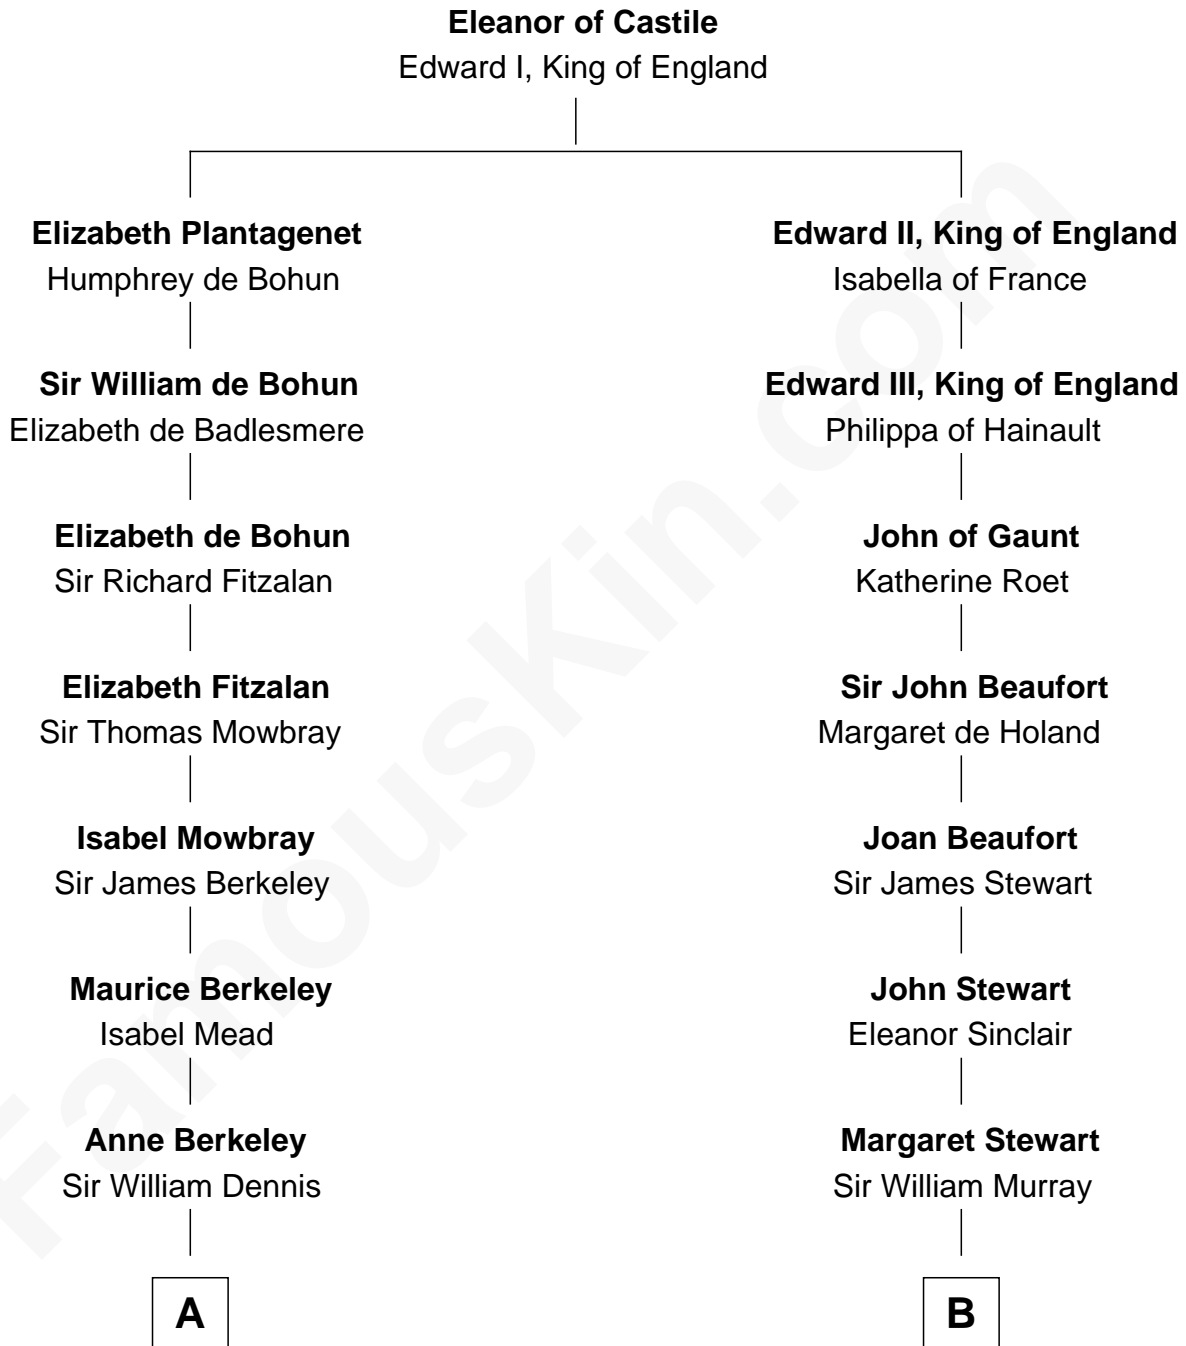 Eleanor of Castile
Edward I, King of England
Elizabeth Plantagenet
Humphrey de Bohun
Edward II, King of England
Isabella of France
Sir William de Bohun
Elizabeth de Badlesmere
Edward III, King of England
Philippa of Hainault
Elizabeth de Bohun
Sir Richard Fitzalan
John of Gaunt
Katherine Roet
Elizabeth Fitzalan
Sir Thomas Mowbray
Sir John Beaufort
Margaret de Holand
Isabel Mowbray
Sir James Berkeley
Joan Beaufort
Sir James Stewart
Maurice Berkeley
Isabel Mead
John Stewart
Eleanor Sinclair
Anne Berkeley
Sir William Dennis
Margaret Stewart
Sir William Murray
A
B
FamousKin.com